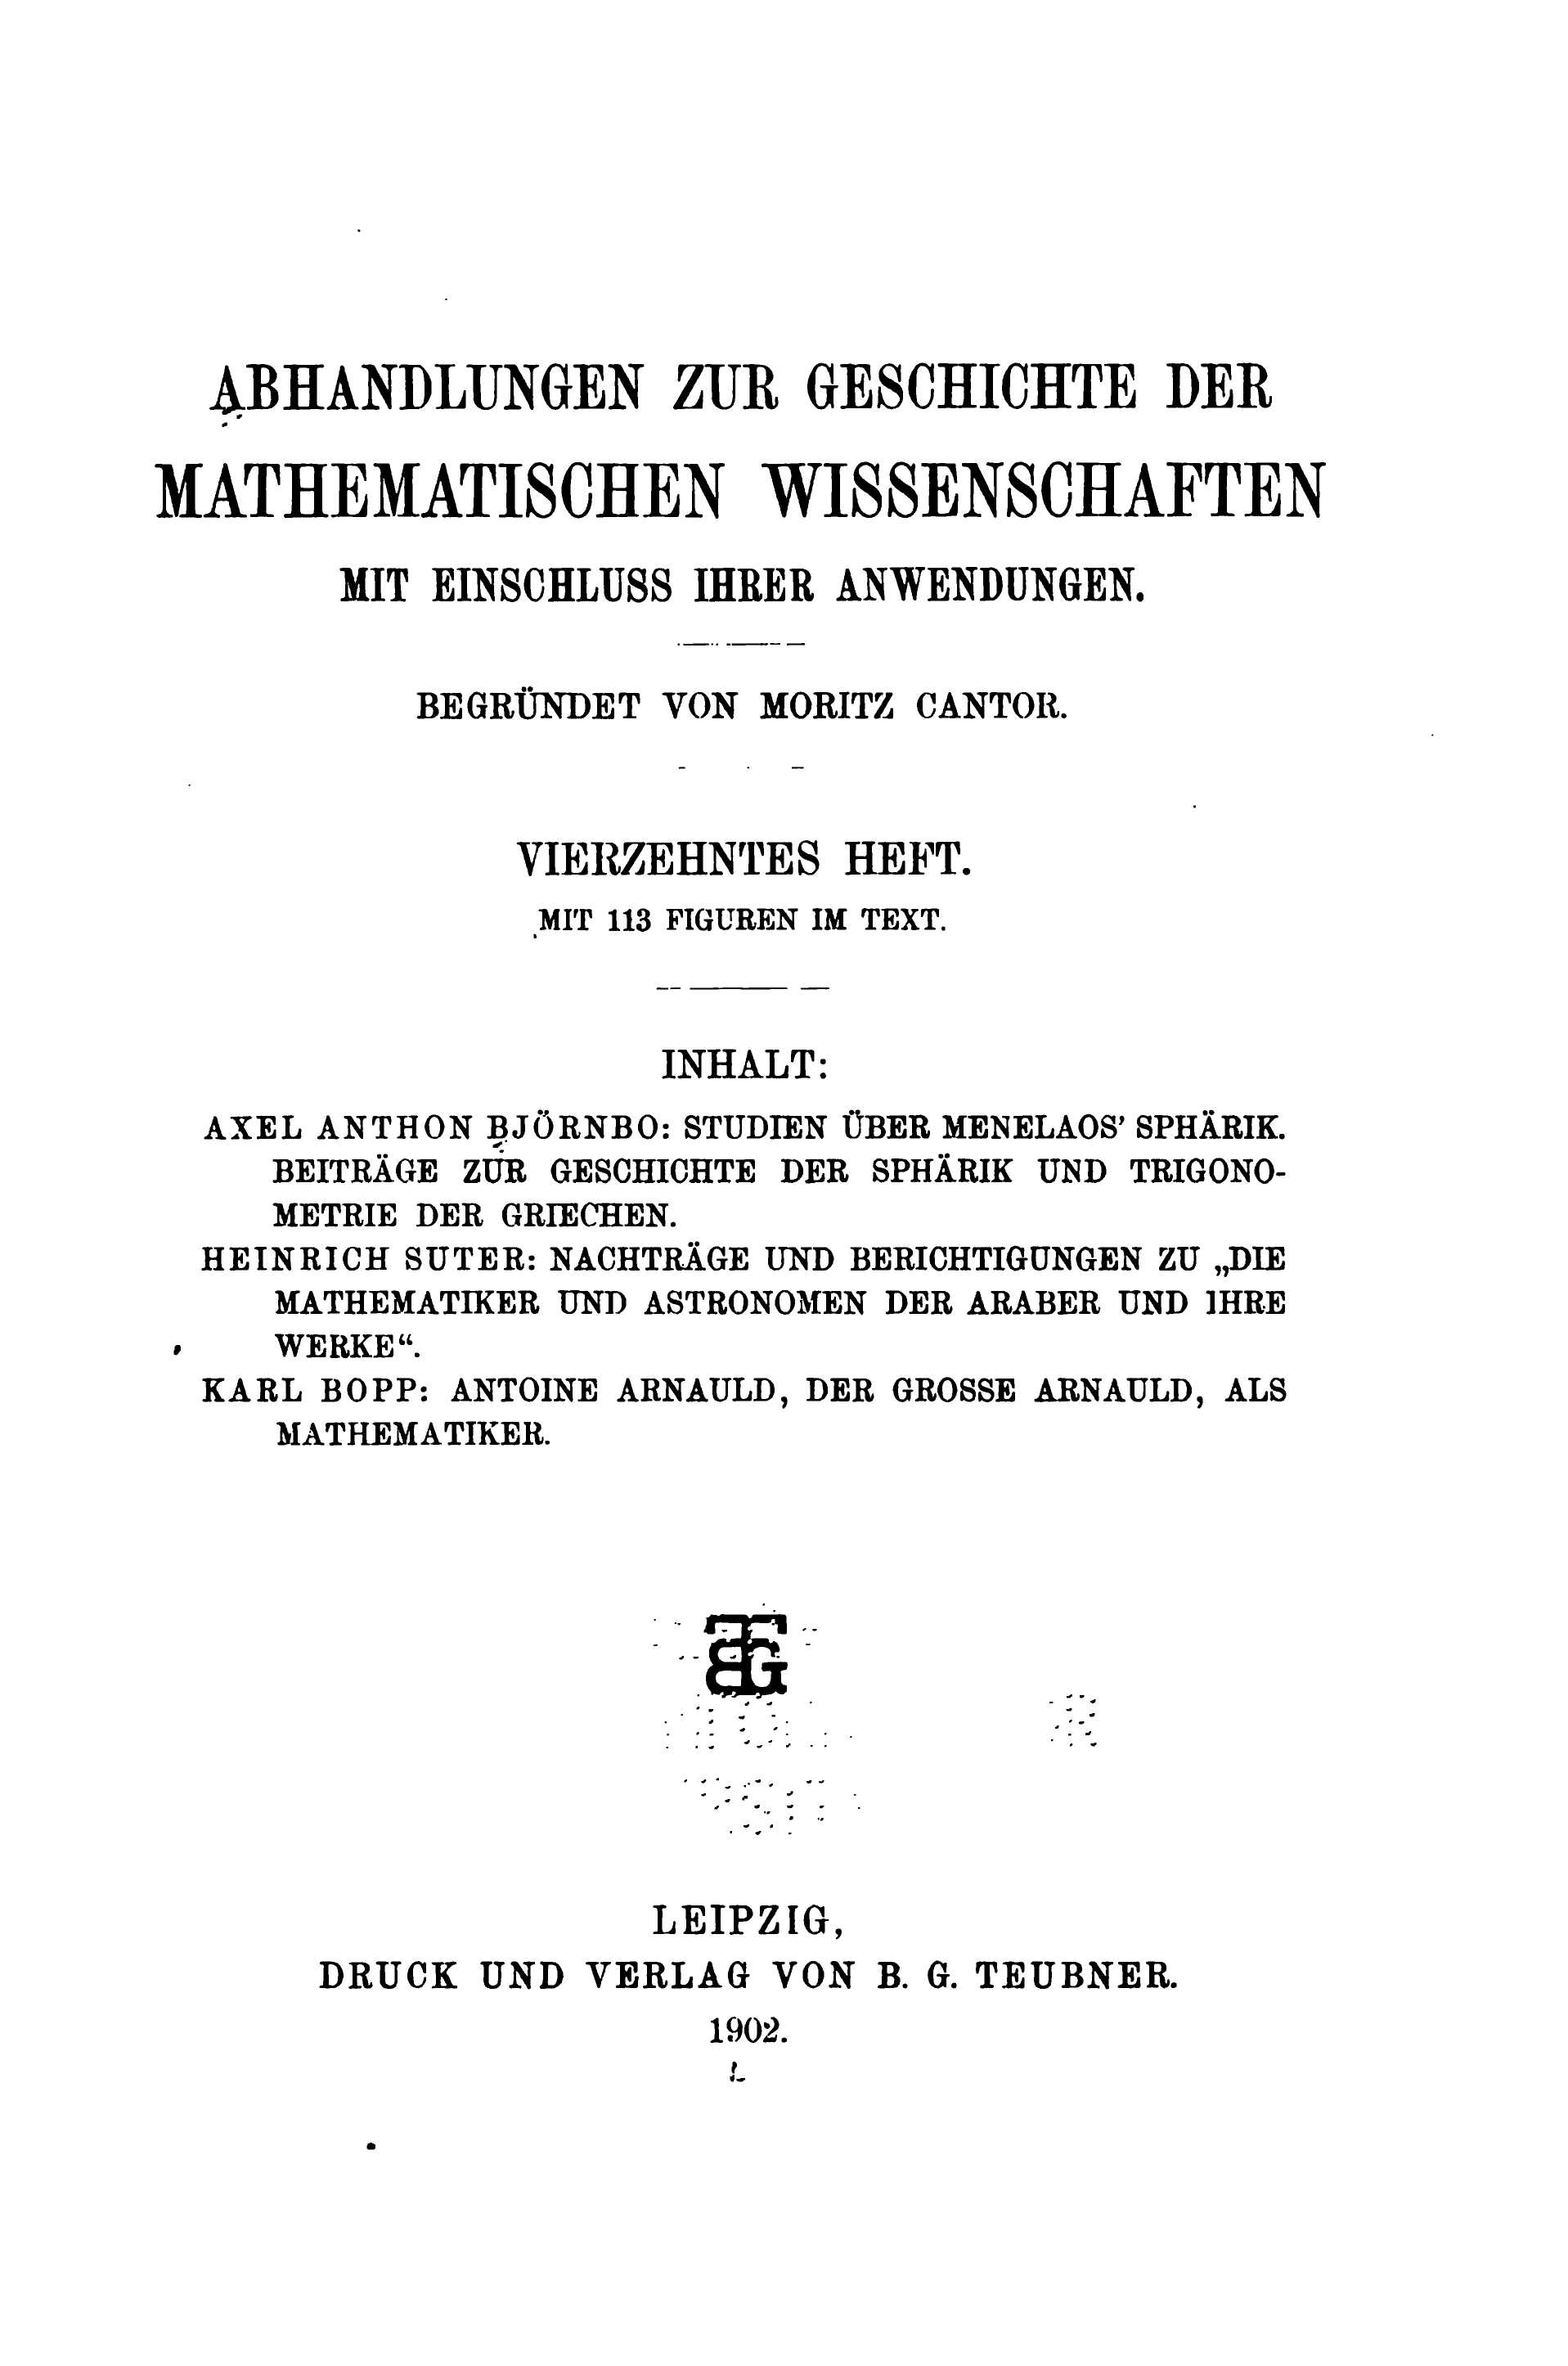 ABHANDLUNGEN ZUR GESCHICHTE DER
MATHEMATISCHEN WISSENSCHAFTEN
MIT EINSCHLUSS IHRER ANWENDUNGEN.
BEGRÜNDET VON MORITZ CANTOR.
VIERZEHNTES HEFT.
MIT 113 FIGUREN IM TEXT.
INHALT:
AXEL ANTHON BJÖRNBO: STUDIEN ÜBER MENELAOS' SPHÄRIK.
BEITRÄGE ZUR GESCHICHTE DER SPHÄRIK UND TRIGONO-
METRIE DER GRIECHEN.
HEINRICH SUTER: NACHTRÄGE UND BERICHTIGUNGEN ZU „DIE
MATHEMATIKER UND ASTRONOMEN DER ARABER UND IHRE
WERKE“.
KARL BOPP: ANTOINE ARNAULD, DER GROSSE ARNAULD, ALS
MATHEMATIKER.
BTG
LEIPZIG,
DRUCK UND VERLAG VON B. G. TEUBNER.
1902.